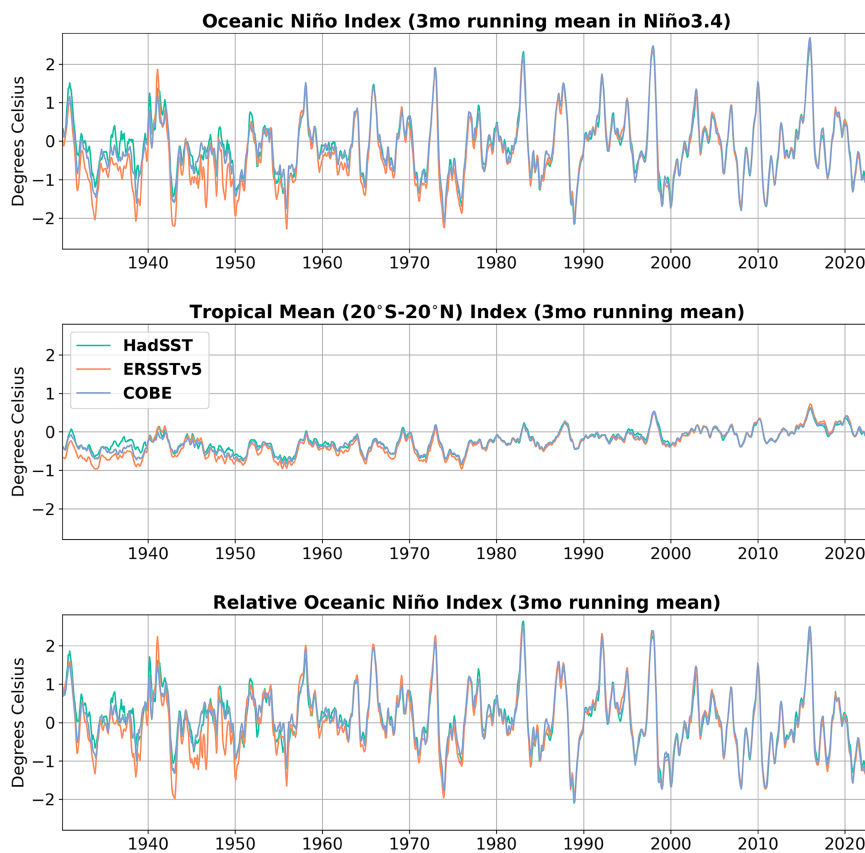 Oceanic Niño Index (3mo running mean in Niño3.4)
Degrees Celsius
2
1
0
−1
−2
1940 1950 1960 1970 1980 1990 2000 2010 2020
Tropical Mean (20°S-20°N) Index (3mo running mean)
Degrees Celsius
2
1
0
−1
−2
HadSST
ERSSTv5
COBE
1940 1950 1960 1970 1980 1990 2000 2010 2020
Relative Oceanic Niño Index (3mo running mean)
Degrees Celsius
2
1
0
−1
−2
1940 1950 1960 1970 1980 1990 2000 2010 2020